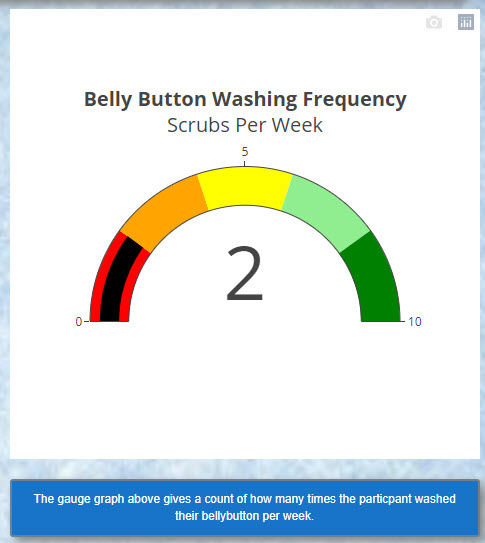 Belly Button Washing Frequency
Scrubs Per Week
5
2
0
10
The gauge graph above gives a count of how many times the particpant washed
their bellybutton per week.